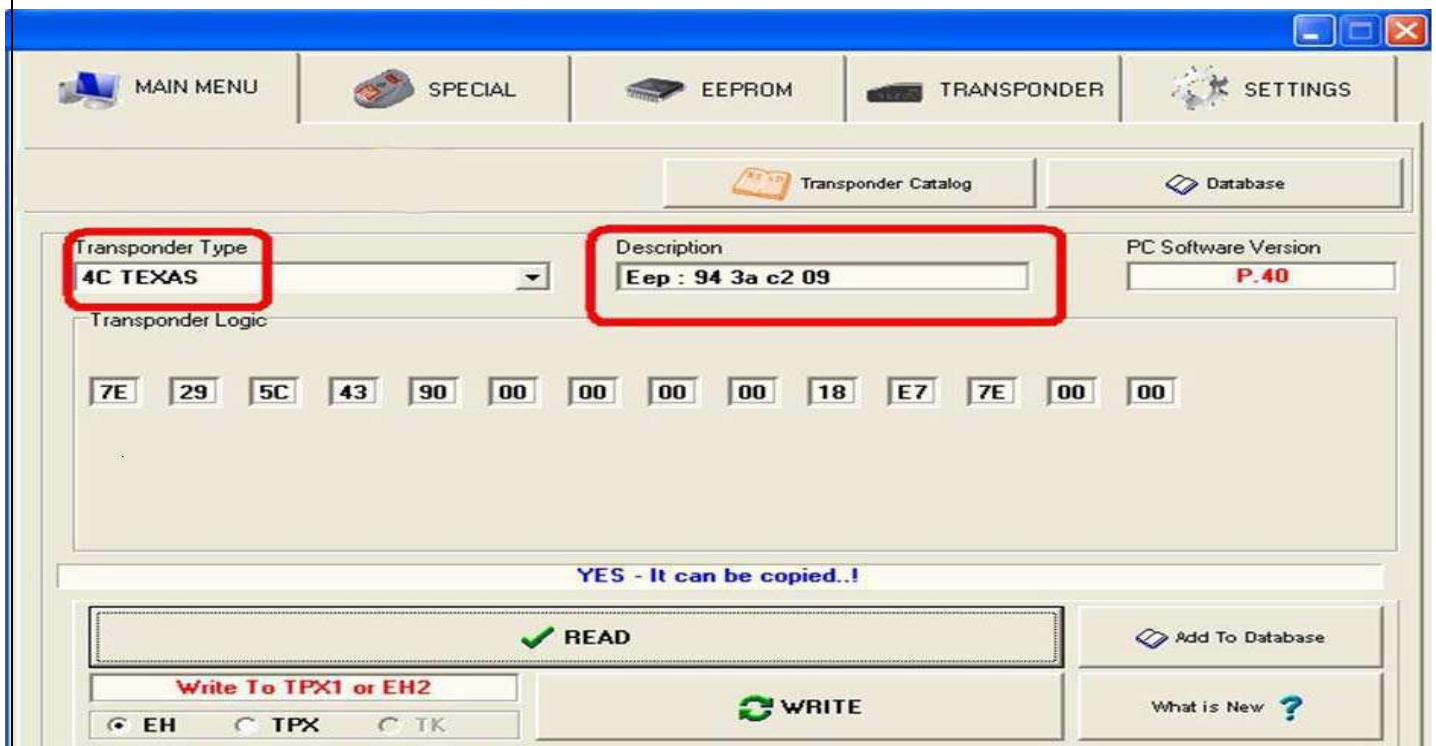 MAIN MENU SPECIAL EEPROM TRANSPONDER SETTINGS
Transponder Catalog Database
Transponder Type Description PC Software Version
4C TEXAS Eep : 94 3a c2 09 P.40
Transponder Logic
7E 29 5C 43 90 00 00 00 00 18 E7 7E 00 00
YES - It can be copied..!
READ Add To Database
Write To TPX1 or EH2
WRITE What is New ?
EH TPX TK